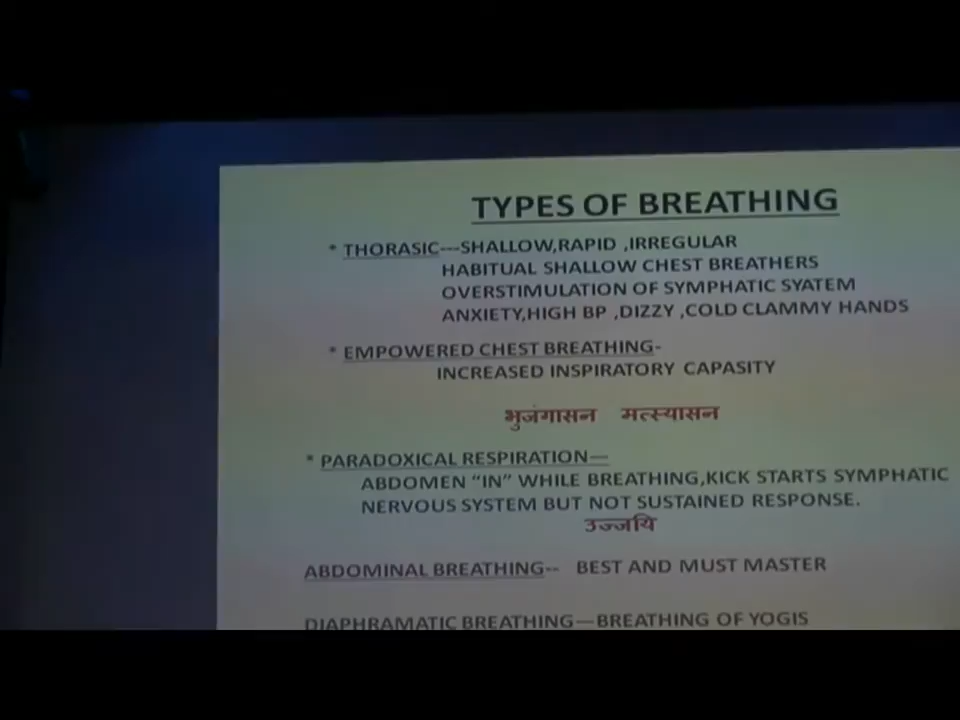 TYPES OF BREATHING
* THORASIC---SHALLOW,RAPID ,IRREGULAR
HABITUAL SHALLOW CHEST BREATHERS
OVERSTIMULATION OF SYMPHATIC SYATEM
ANXIETY,HIGH BP ,DIZZY ,COLD CLAMMY HANDS
* EMPOWERED CHEST BREATHING-
INCREASED INSPIRATORY CAPASITY
भुजंगासन मत्स्यासन
* PARADOXICAL RESPIRATION—
ABDOMEN “IN” WHILE BREATHING,KICK STARTS SYMPHATIC
NERVOUS SYSTEM BUT NOT SUSTAINED RESPONSE.
उज्जयि
ABDOMINAL BREATHING-- BEST AND MUST MASTER
DIAPHRAMATIC BREATHING—BREATHING OF YOGIS